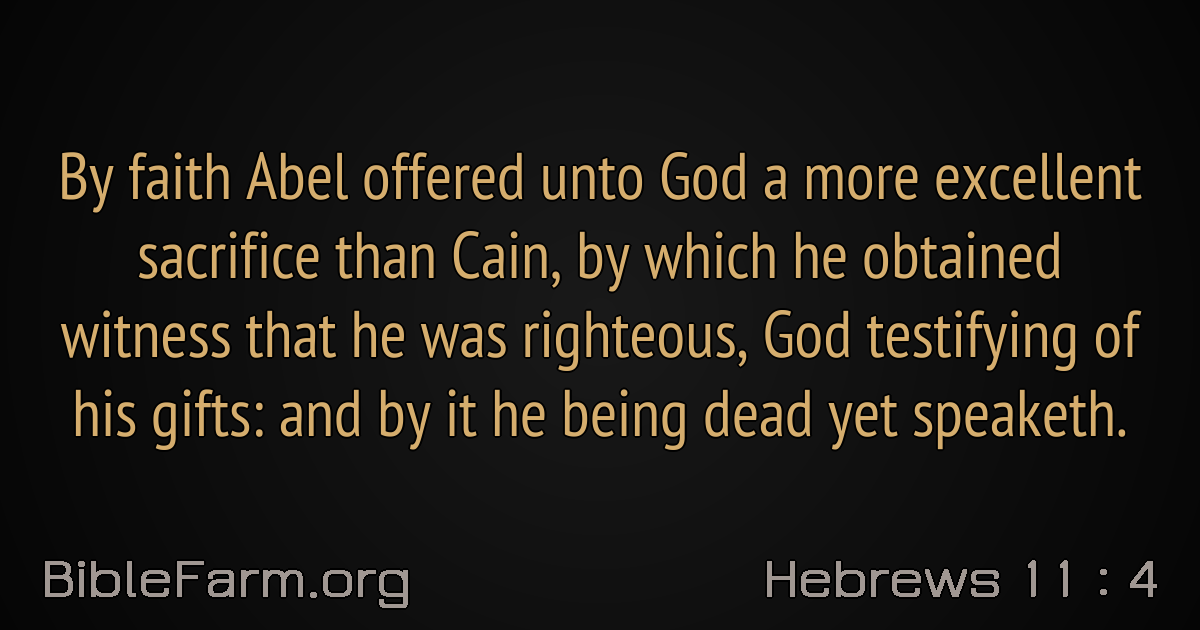 By faith Abel offered unto God a more excellent
sacrifice than Cain, by which he obtained
witness that he was righteous, God testifying of
his gifts: and by it he being dead yet speaketh.
BibleFarm.org
Hebrews 11 : 4